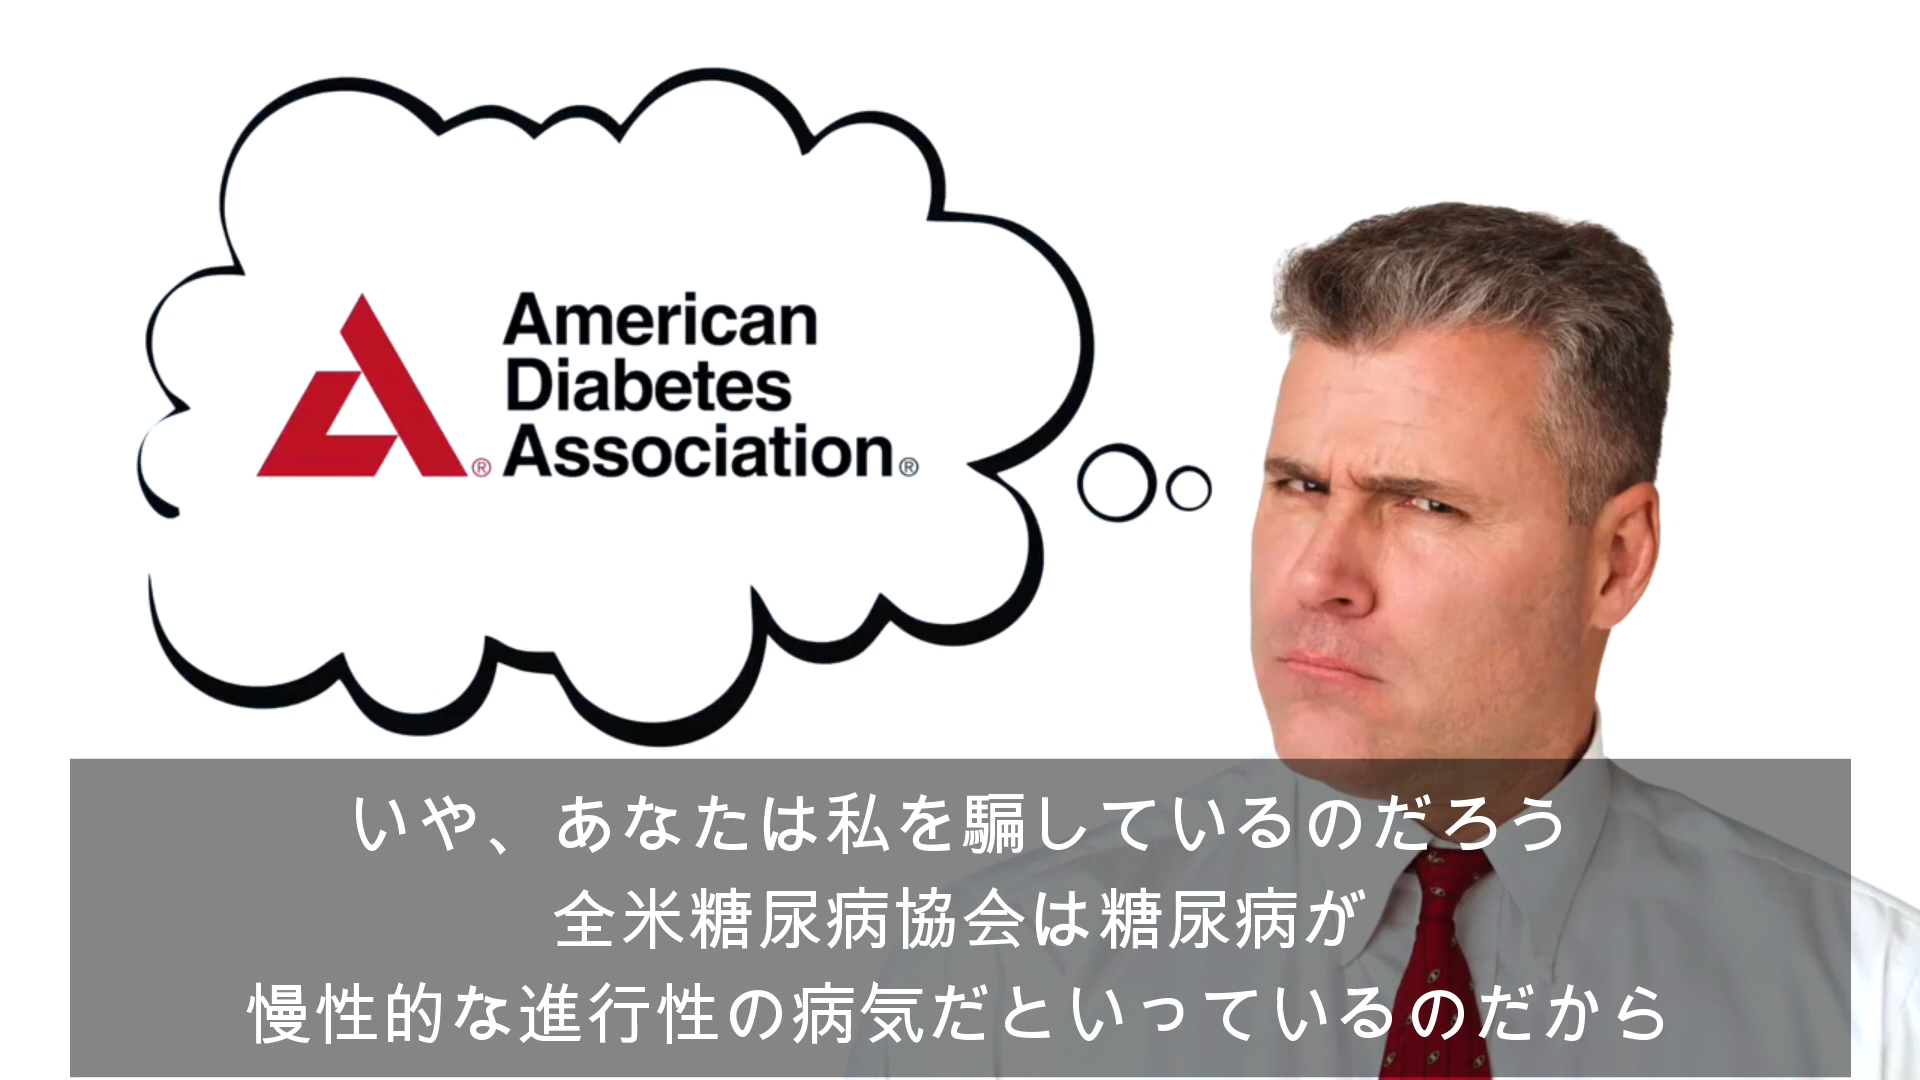 American
Diabetes
Association®
いや、あなたは私を騙しているのだろう
全米糖尿病協会は糖尿病が
慢性的な進行性の病気だといっているのだから